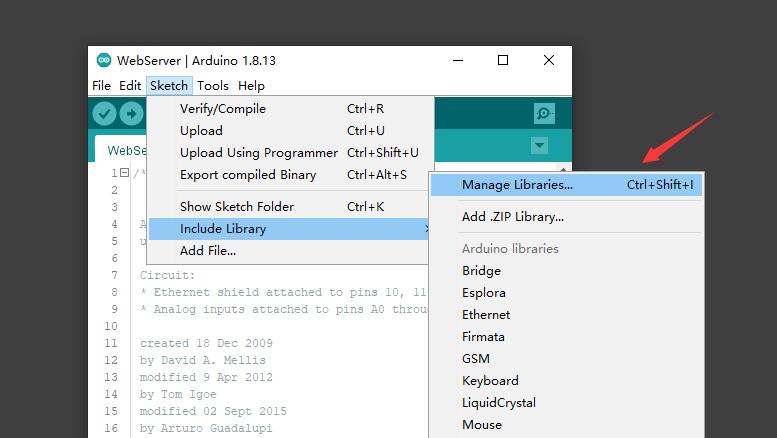 WebServer | Arduino 1.8.13
File Edit Sketch Tools Help
Verify/Compile Ctrl+R
Upload Ctrl+U
Upload Using Programmer Ctrl+Shift+U
Export compiled Binary Ctrl+Alt+S
Show Sketch Folder Ctrl+K
Include Library
Add File...
Manage Libraries... Ctrl+Shift+I
Add .ZIP Library...
Arduino libraries
Bridge
Esplora
Ethernet
Firmata
GSM
Keyboard
LiquidCrystal
Mouse
WebSe
1 /*
2
3
4 A
5 u
6
7 Circuit:
8 * Ethernet shield attached to pins 10, 11
9 * Analog inputs attached to pins A0 throu
10
11 created 18 Dec 2009
12 by David A. Mellis
13 modified 9 Apr 2012
14 by Tom Igoe
15 modified 02 Sept 2015
16 by Arturo Guadalupi